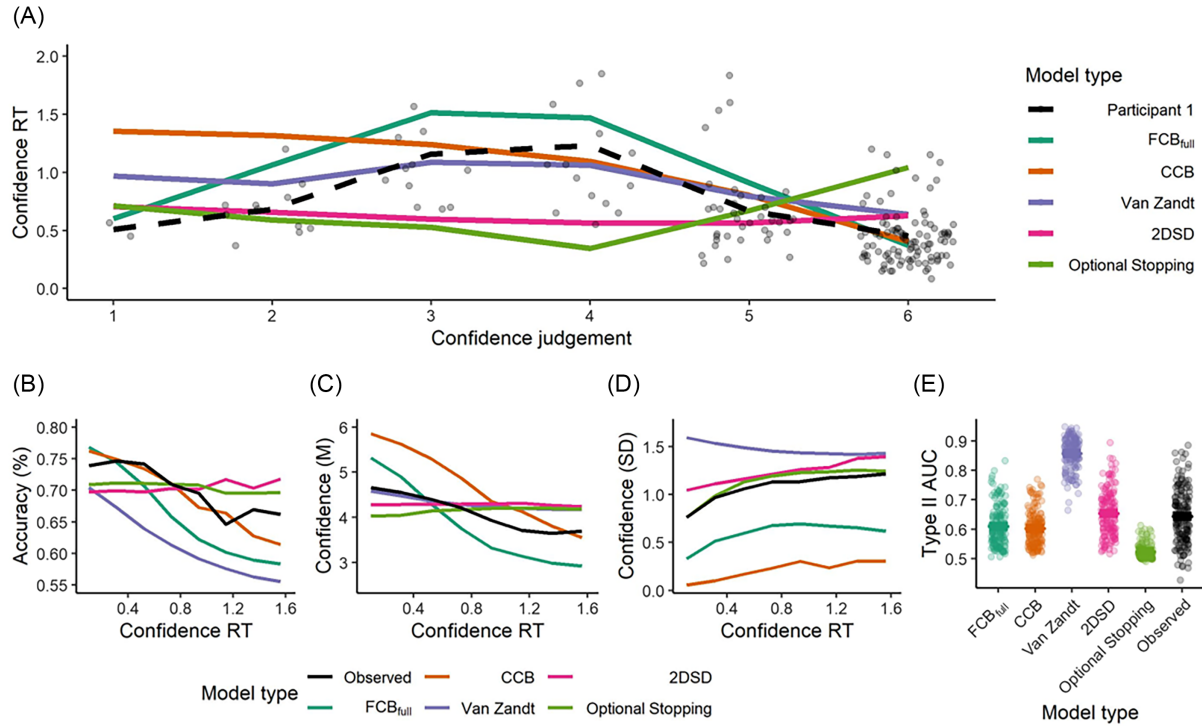 (A)
Confidence RT
2.0
1.5
1.0
0.5
0.0
1 2 3 4 5 6
Confidence judgement
Model type
Participant 1
FCBfull
CCB
Van Zandt
2DSD
Optional Stopping
(B)
Accuracy (%)
0.80
0.75
0.70
0.65
0.60
0.55
0.4 0.8 1.2 1.6
Confidence RT
(C)
Confidence (M)
6
5
4
3
0.4 0.8 1.2 1.6
Confidence RT
(D)
Confidence (SD)
1.5
1.0
0.5
0.0
0.4 0.8 1.2 1.6
Confidence RT
(E)
Type II AUC
0.9
0.8
0.7
0.6
0.5
FCBfull
CCB
Van Zandt
2DSD
Optional Stopping
Observed
Model type
Model type
Observed CCB 2DSD
FCBfull Van Zandt Optional Stopping